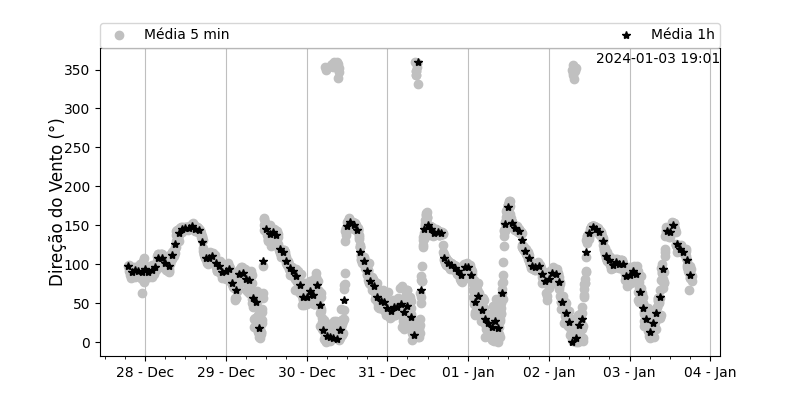 Média 5 min
Média 1h
2024-01-03 19:01
Direção do Vento (°)
350
300
250
200
150
100
50
0
28 - Dec
29 - Dec
30 - Dec
31 - Dec
01 - Jan
02 - Jan
03 - Jan
04 - Jan